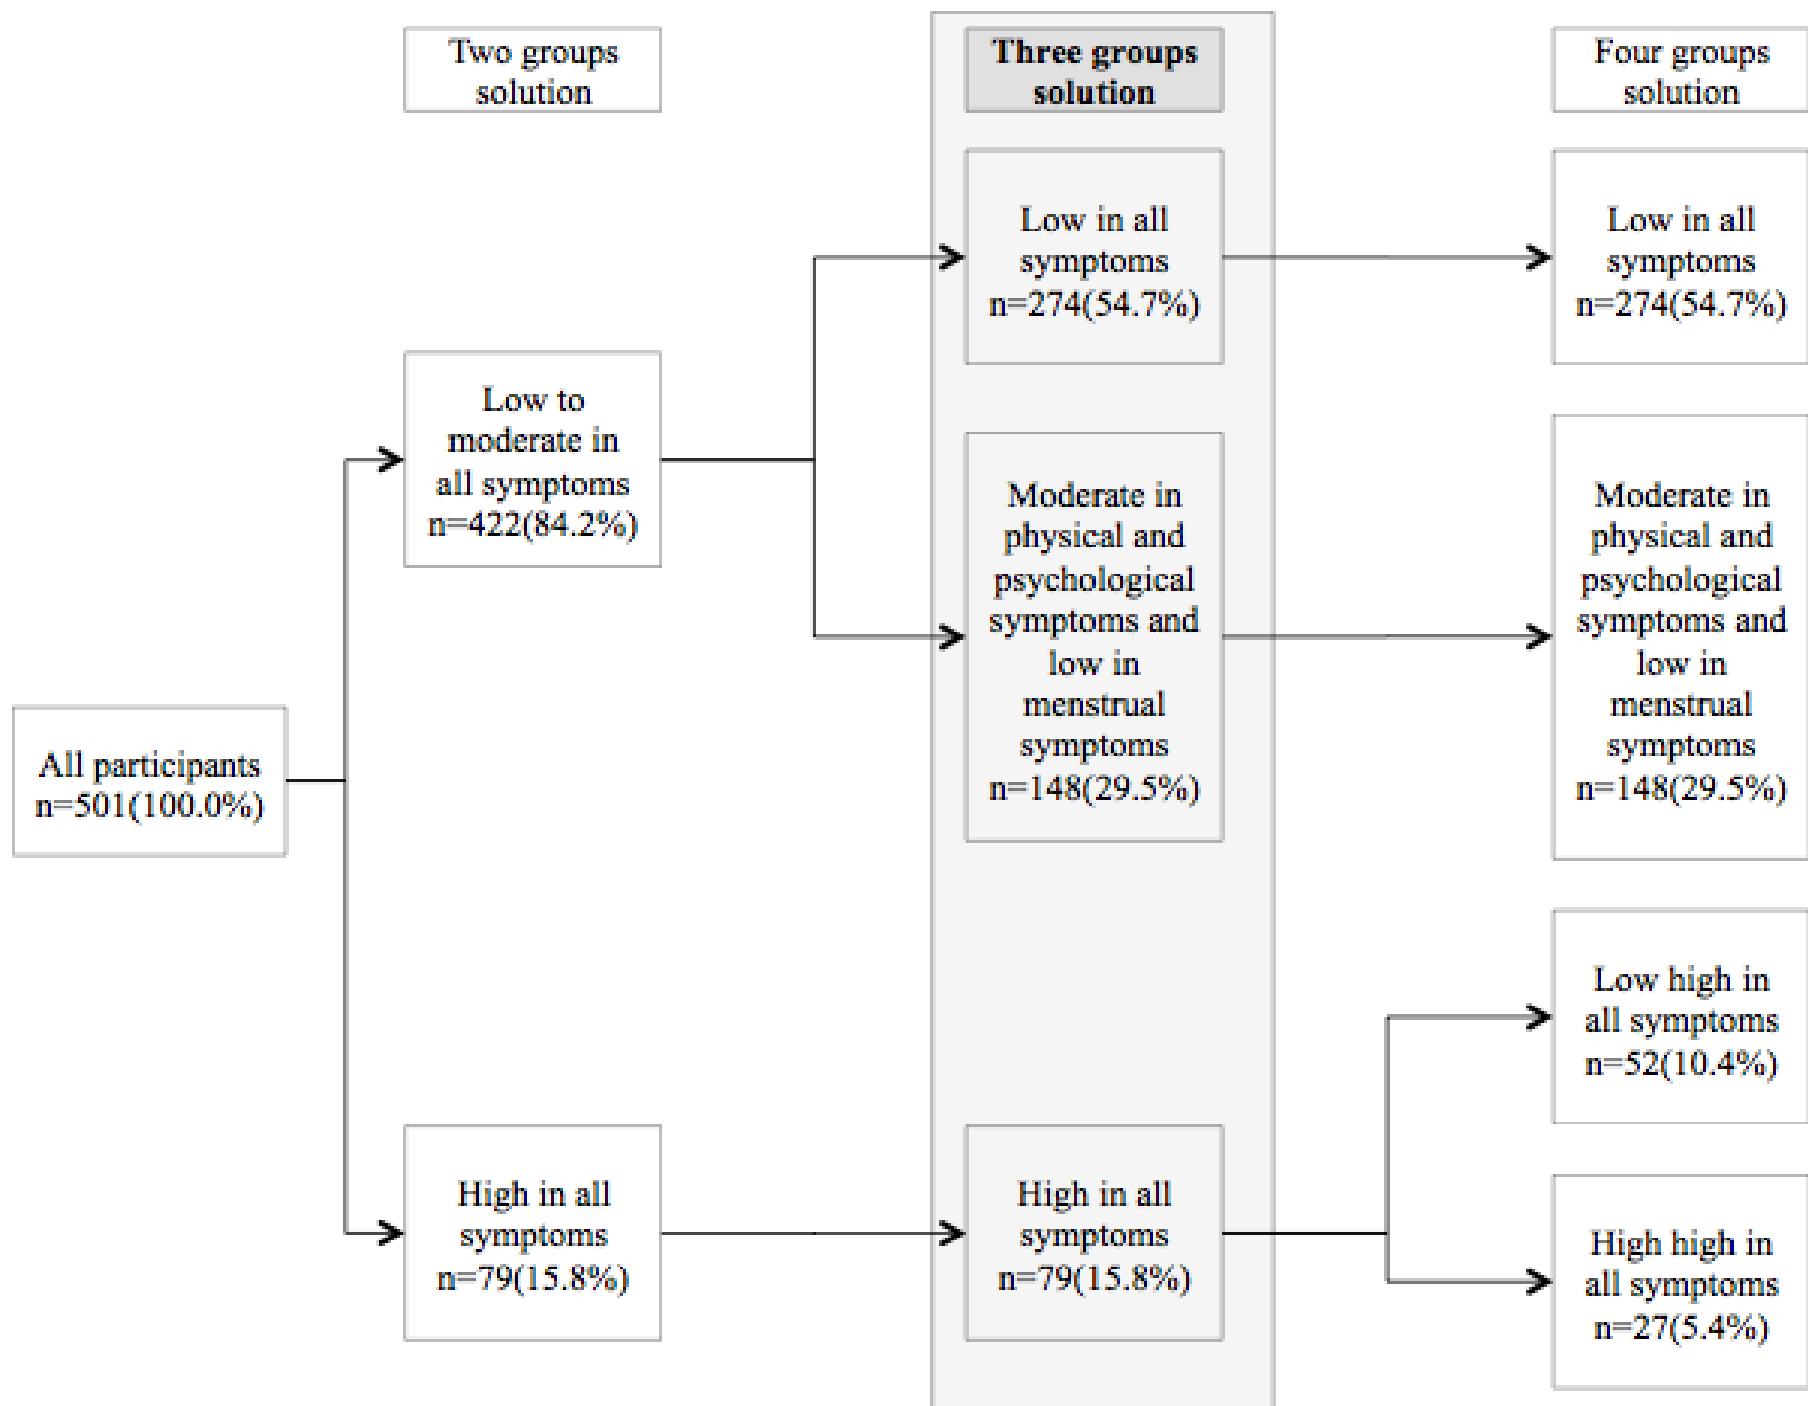 Two groups
solution
Three groups
solution
Four groups
solution
All participants
n=501(100.0%)
Low to
moderate in
all symptoms
n=422(84.2%)
High in all
symptoms
n=79(15.8%)
Low in all
symptoms
n=274(54.7%)
Moderate in
physical and
psychological
symptoms and
low in
menstrual
symptoms
n=148(29.5%)
High in all
symptoms
n=79(15.8%)
Low in all
symptoms
n=274(54.7%)
Moderate in
physical and
psychological
symptoms and
low in
menstrual
symptoms
n=148(29.5%)
Low high in
all symptoms
n=52(10.4%)
High high in
all symptoms
n=27(5.4%)